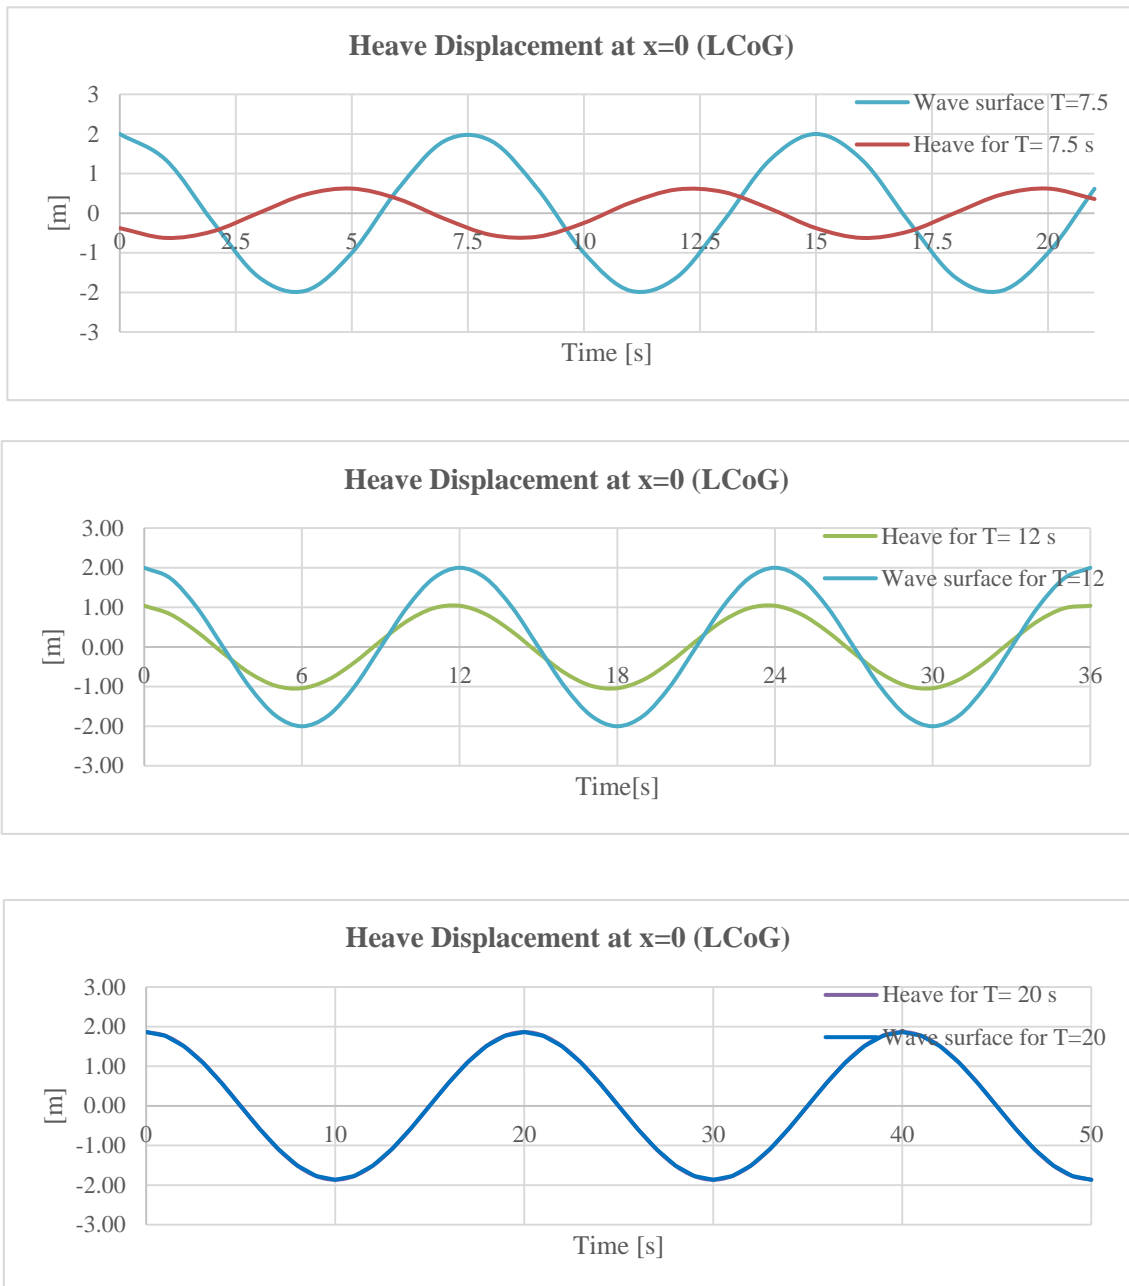 Heave Displacement at x=0 (LCoG)
3
Wave surface T=7.5
2
Heave for T= 7.5 s
1
0
[m]
0 2.5 5 7.5 10 12.5 15 17.5 20
-1
-2
-3
Time [s]
Heave Displacement at x=0 (LCoG)
3.00
Heave for T= 12 s
2.00
Wave surface for T=12
1.00
0.00
[m]
0 6 12 18 24 30 36
-1.00
-2.00
-3.00
Time[s]
Heave Displacement at x=0 (LCoG)
3.00
Heave for T= 20 s
2.00
Wave surface for T=20
1.00
0.00
[m]
0 10 20 30 40 50
-1.00
-2.00
-3.00
Time [s]